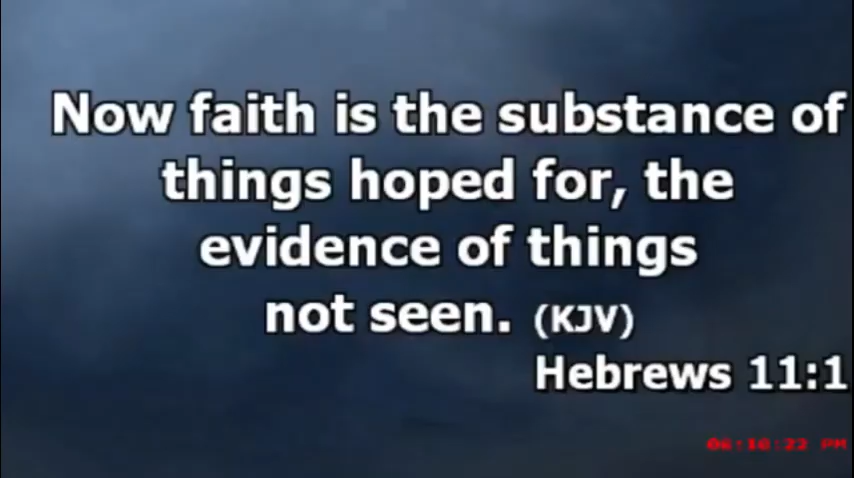 Now faith is the substance of
things hoped for, the
evidence of things
not seen. (KJV)
Hebrews 11:1
PM